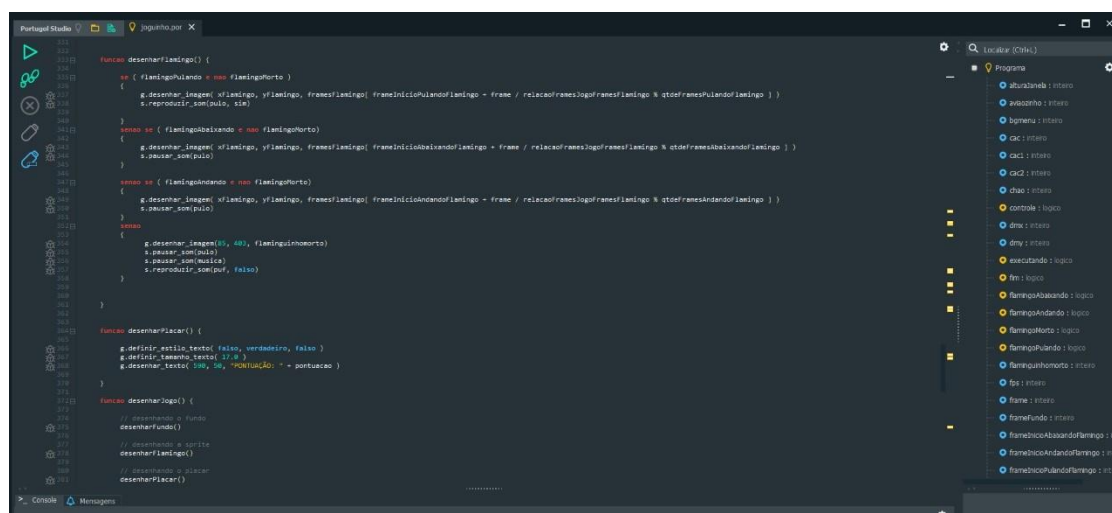 Portugol Studio
joguinho.por X
funcao desenharFlamingo() {
se ( flamingoPulando e nao flamingoMorto )
{
g.desenhar_imagem( xFlamingo, yFlamingo, framesFlamingo[ frameInicioPulandoFlamingo + frame / relacaoFramesJogoFramesFlamingo % qtdeFramesPulandoFlamingo ] )
s.reproduzir_som(pulo, sim)
}
senao se ( flamingoAbaixando e nao flamingoMorto)
{
g.desenhar_imagem( xFlamingo, yFlamingo, framesFlamingo[ frameInicioAbaixandoFlamingo + frame / relacaoFramesJogoFramesFlamingo % qtdeFramesAbaixandoFlamingo ] )
s.pausar_som(pulo)
}
senao se ( flamingoAndando e nao flamingoMorto)
{
g.desenhar_imagem( xFlamingo, yFlamingo, framesFlamingo[ frameInicioAndandoFlamingo + frame / relacaoFramesJogoFramesFlamingo % qtdeFramesAndandoFlamingo ] )
s.pausar_som(pulo)
}
senao
{
g.desenhar_imagem(85, 403, flaminguinhomorto)
s.pausar_som(pulo)
s.pausar_som(musica)
s.reproduzir_som(puf, falso)
}
}
funcao desenharPlacar() {
g.definir_estilo_texto( falso, verdadeiro, falso )
g.definir_tamanho_texto( 17.0 )
g.desenhar_texto( 590, 50, "PONTUAÇÃO: " + pontuacao )
}
funcao desenharJogo() {
// desenhando o fundo
desenharFundo()
// desenhando a sprite
desenharFlamingo()
// desenhando o placar
desenharPlacar()
Console
Mensagens
Localizar (Ctrl+L)
Programa
alturaJanela : inteiro
aviaozinho : inteiro
bgmenu : inteiro
cac : inteiro
cac1 : inteiro
cac2 : inteiro
chao : inteiro
controle : logico
dmx : inteiro
dmy : inteiro
executando : logico
fim : logico
flamingoAbaixando : logico
flamingoAndando : logico
flamingoMorto : logico
flamingoPulando : logico
flaminguinhomorto : inteiro
fps : inteiro
frame : inteiro
frameFundo : inteiro
frameInicioAbaixandoFlamingo :
frameInicioAndandoFlamingo :
frameInicioPulandoFlamingo :